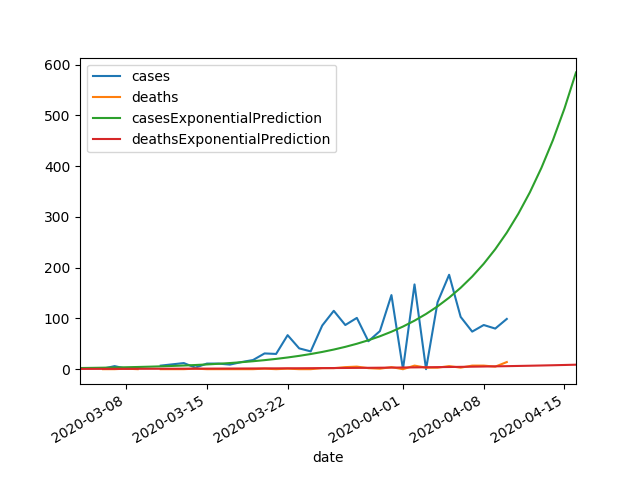 600
500
400
300
200
100
0
cases
deaths
casesExponentialPrediction
deathsExponentialPrediction
2020-03-08
2020-03-15
2020-03-22
2020-04-01
2020-04-08
2020-04-15
date